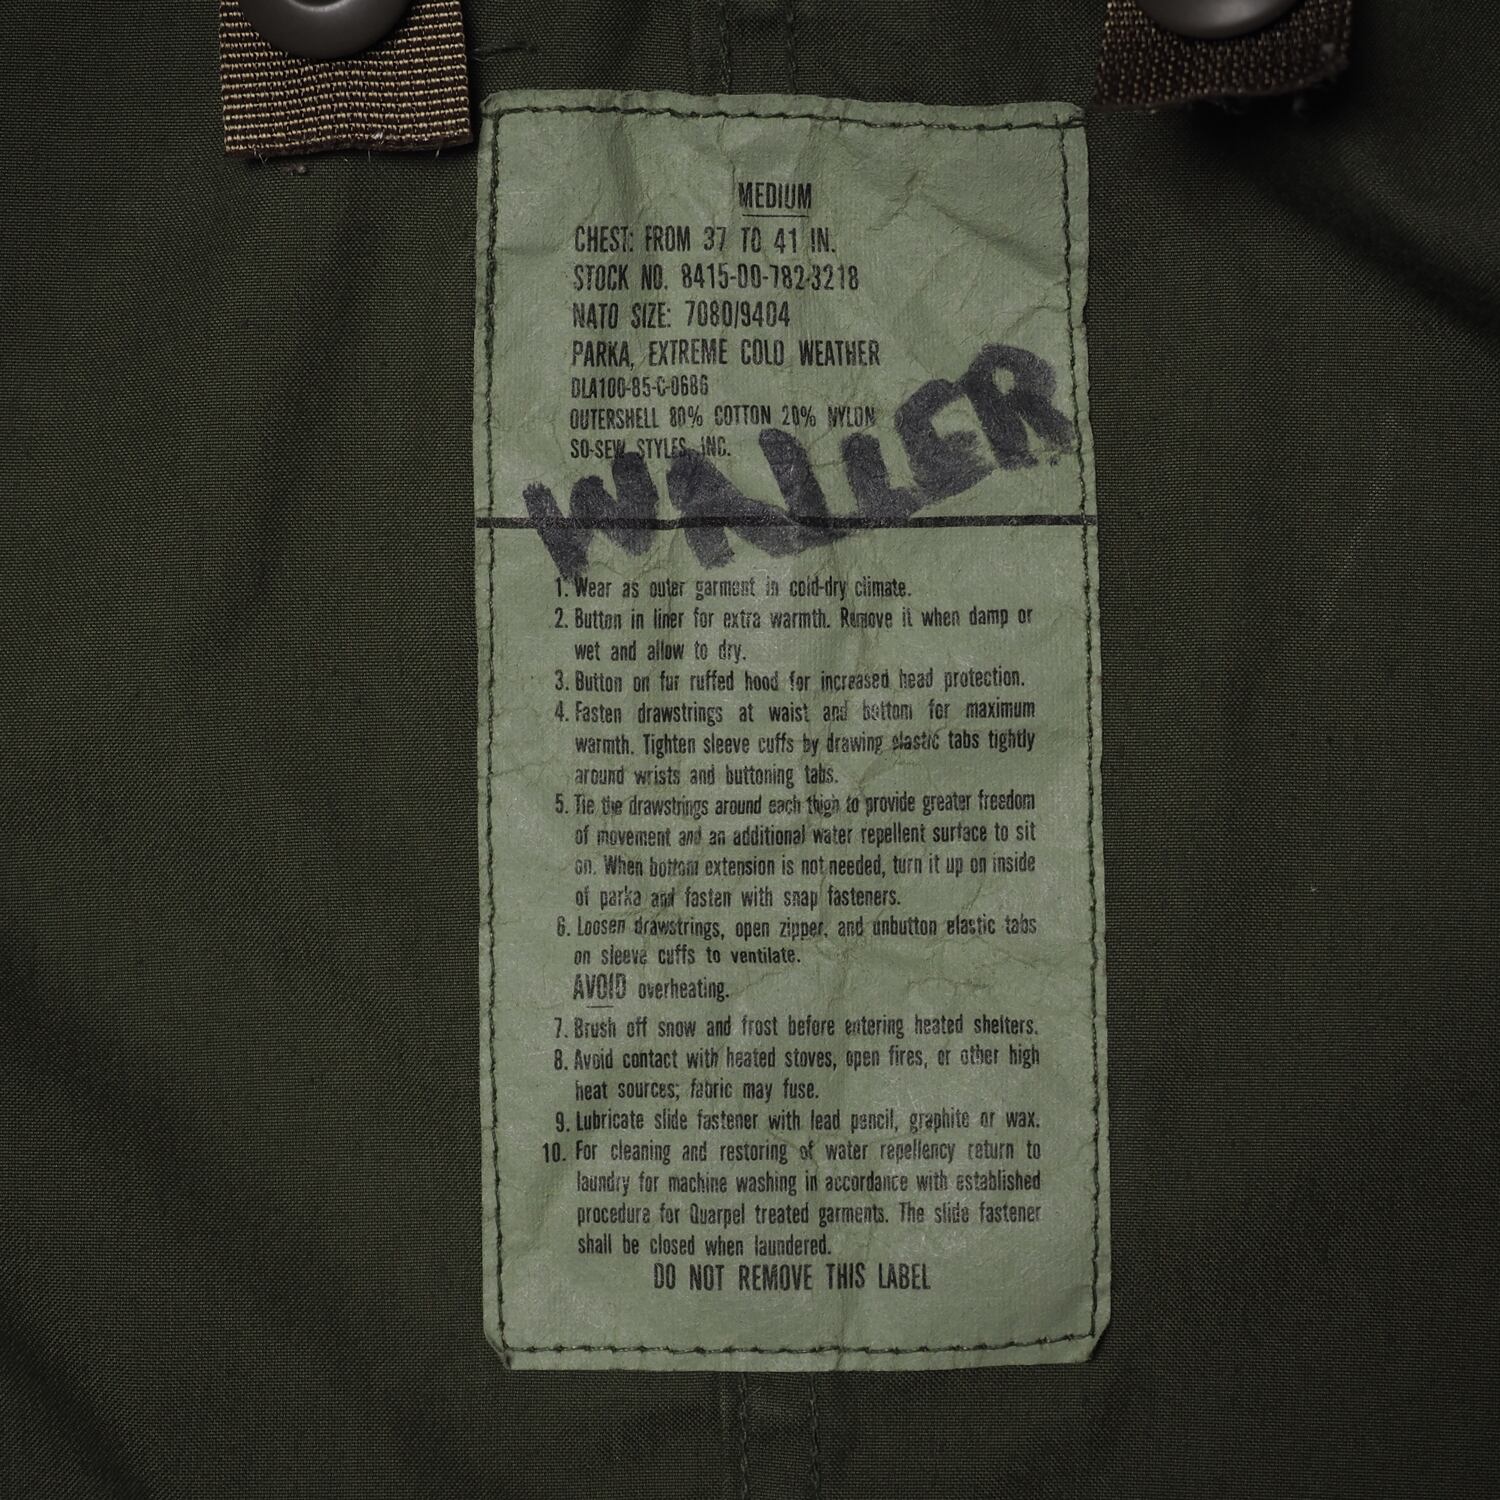 MEDIUM
CHEST: FROM 37 TO 41 IN.
STOCK NO. 8415-00-782-3218
NATO SIZE: 7080/9404
PARKA, EXTREME COLD WEATHER
DLA100-85-C-0686
OUTERSHELL 80% COTTON 20% NYLON
SO-SEW STYLES, INC.
WALLER
1. Wear as outer garment in cold-dry climate.
2. Button in liner for extra warmth. Remove it when damp or
wet and allow to dry.
3. Button on fur ruffed hood for increased head protection.
4. Fasten drawstrings at waist and bottom for maximum
warmth. Tighten sleeve cuffs by drawing elastic tabs tightly
around wrists and buttoning tabs.
5. Tie the drawstrings around each thigh to provide greater freedom
of movement and an additional water repellent surface to sit
on. When bottom extension is not needed, turn it up on inside
of parka and fasten with snap fasteners.
6. Loosen drawstrings, open zipper, and unbutton elastic tabs
on sleeve cuffs to ventilate.
AVOID overheating.
7. Brush off snow and frost before entering heated shelters.
8. Avoid contact with heated stoves, open fires, or other high
heat sources; fabric may fuse.
9. Lubricate slide fastener with lead pencil, graphite or wax.
10. For cleaning and restoring of water repellency return to
laundry for machine washing in accordance with established
procedure for Quarpel treated garments. The slide fastener
shall be closed when laundered.
DO NOT REMOVE THIS LABEL